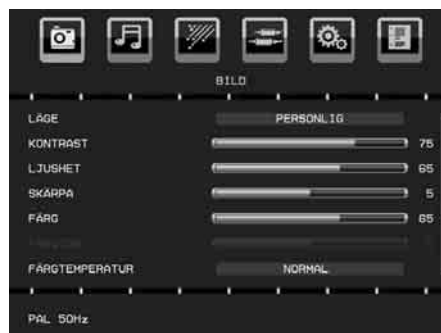 BILD
LÄGE PERSONLIG
KONTRAST 75
LJUSHET 65
SKÄRPA 5
FÄRG 65
FÄRGTEMPERATUR NORMAL
PAL 50Hz